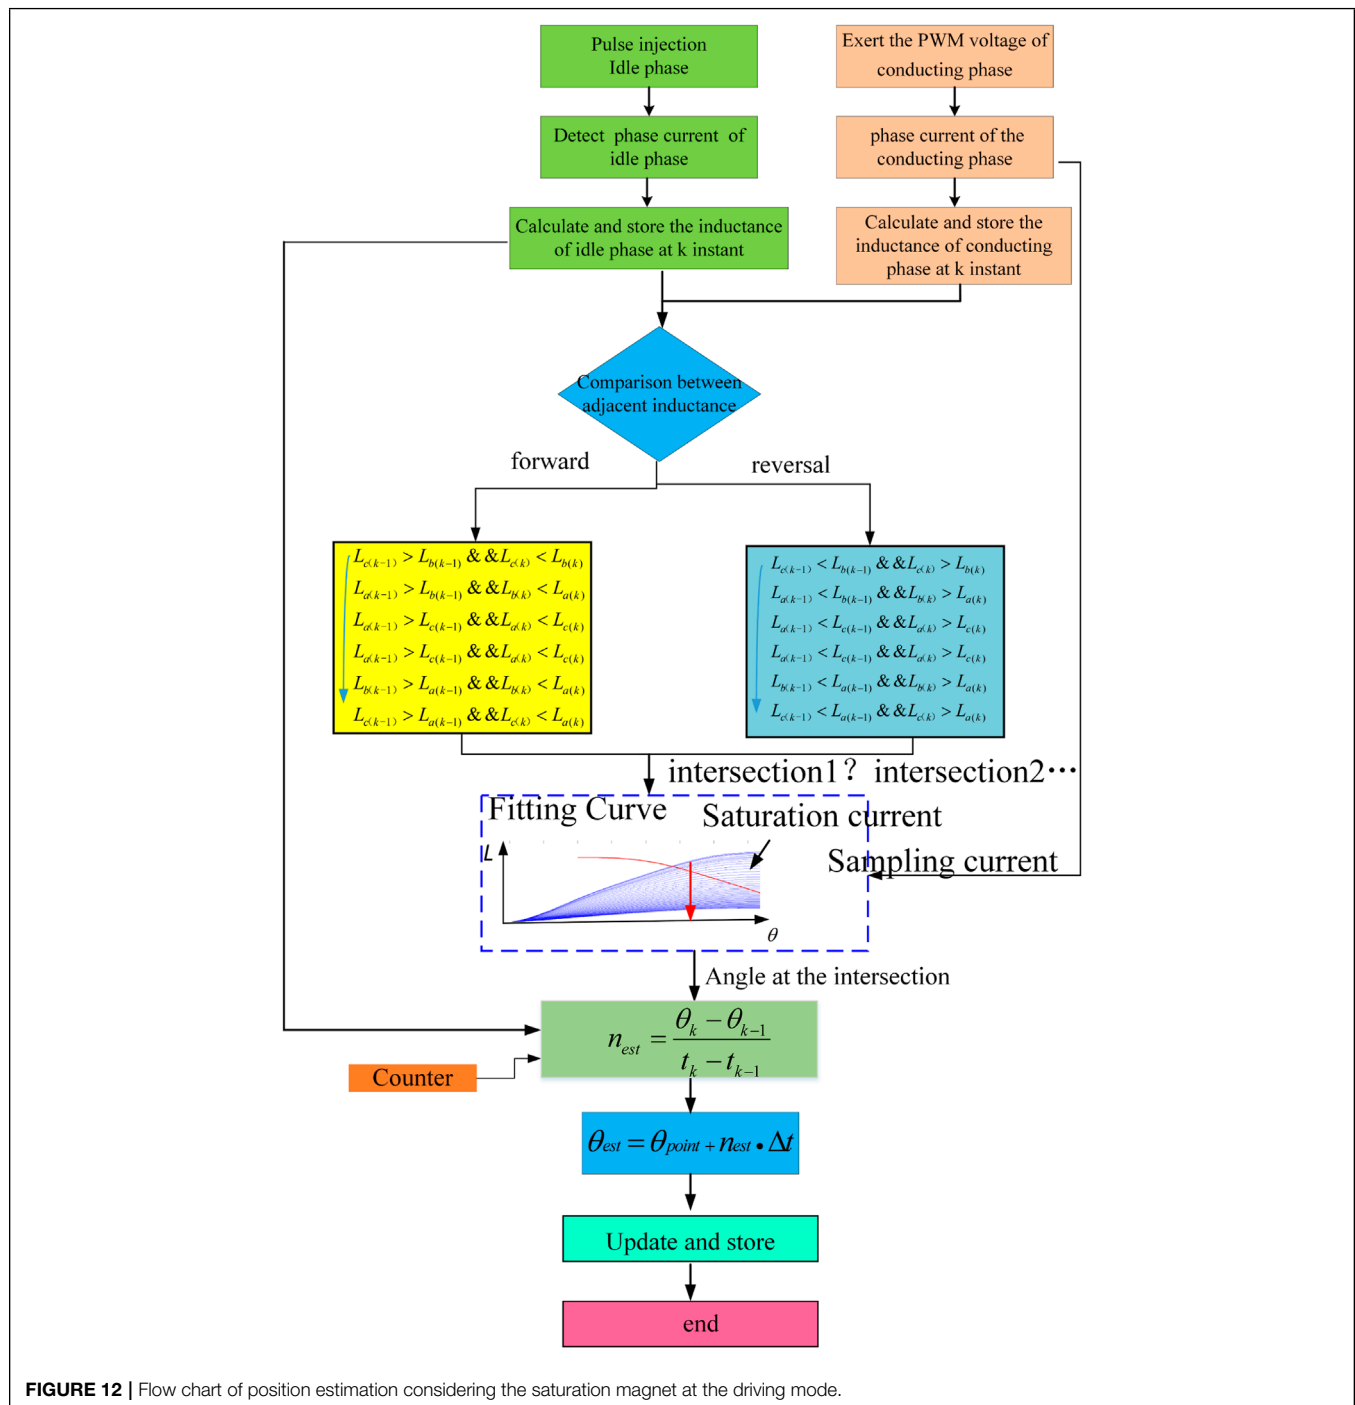 Pulse injection
Idle phase
Exert the PWM voltage of
conducting phase
Detect phase current of
idle phase
phase current of the
conducting phase
Calculate and store the inductance
of idle phase at k instant
Calculate and store the
inductance of conducting
phase at k instant
Comparison between
adjacent inductance
forward
reversal
L_{c(k-1)} > L_{b(k-1)} & & L_{c(k)} < L_{b(k)}
L_{a(k-1)} > L_{b(k-1)} & & L_{b(k)} < L_{a(k)}
L_{a(k-1)} > L_{c(k-1)} & & L_{a(k)} < L_{c(k)}
L_{a(k-1)} > L_{c(k-1)} & & L_{a(k)} < L_{c(k)}
L_{b(k-1)} > L_{a(k-1)} & & L_{b(k)} < L_{a(k)}
L_{c(k-1)} > L_{a(k-1)} & & L_{c(k)} < L_{a(k)}
L_{c(k-1)} < L_{b(k-1)} & & L_{c(k)} > L_{b(k)}
L_{a(k-1)} < L_{b(k-1)} & & L_{b(k)} > L_{a(k)}
L_{a(k-1)} < L_{c(k-1)} & & L_{a(k)} > L_{c(k)}
L_{a(k-1)} < L_{c(k-1)} & & L_{a(k)} > L_{c(k)}
L_{b(k-1)} < L_{a(k-1)} & & L_{b(k)} > L_{a(k)}
L_{c(k-1)} < L_{a(k-1)} & & L_{c(k)} > L_{a(k)}
intersection1? intersection2···
Fitting Curve
Saturation current
Sampling current
L
θ
Angle at the intersection
n_{est} = \frac{θ_k − θ_{k−1}}{t_k − t_{k−1}}
Counter
θ_{est} = θ_{point} + n_{est} • Δt
Update and store
end
FIGURE 12 | Flow chart of position estimation considering the saturation magnet at the driving mode.